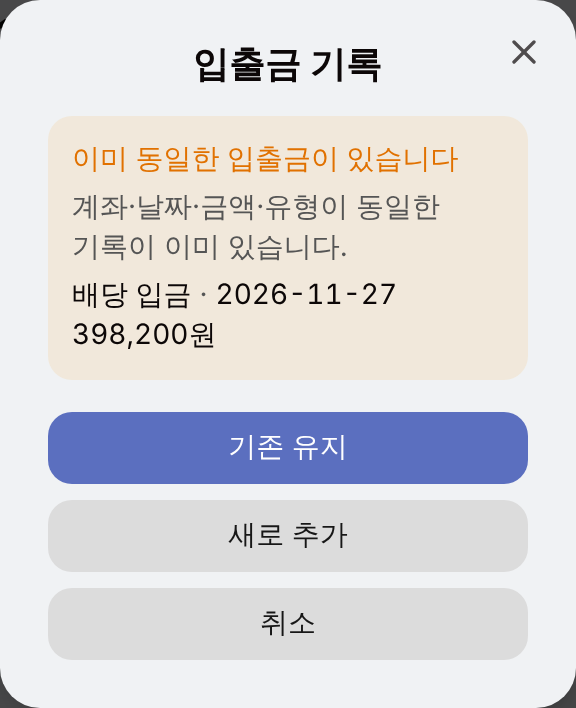 입출금 기록
이미 동일한 입출금이 있습니다
계좌·날짜·금액·유형이 동일한
기록이 이미 있습니다.
배당 입금 · 2026-11-27
398,200원
기존 유지
새로 추가
취소